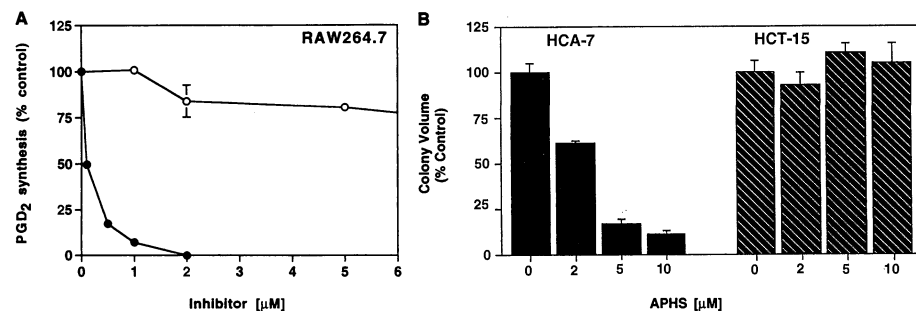 A
RAW264.7
PGD2 synthesis (% control)
125
100
75
50
25
0
0 1 2 3 4 5 6
Inhibitor [μM]
B
HCA-7 HCT-15
Colony Volume
(% Control)
125
100
75
50
25
0
0 2 5 10 0 2 5 10
APHS [μM]